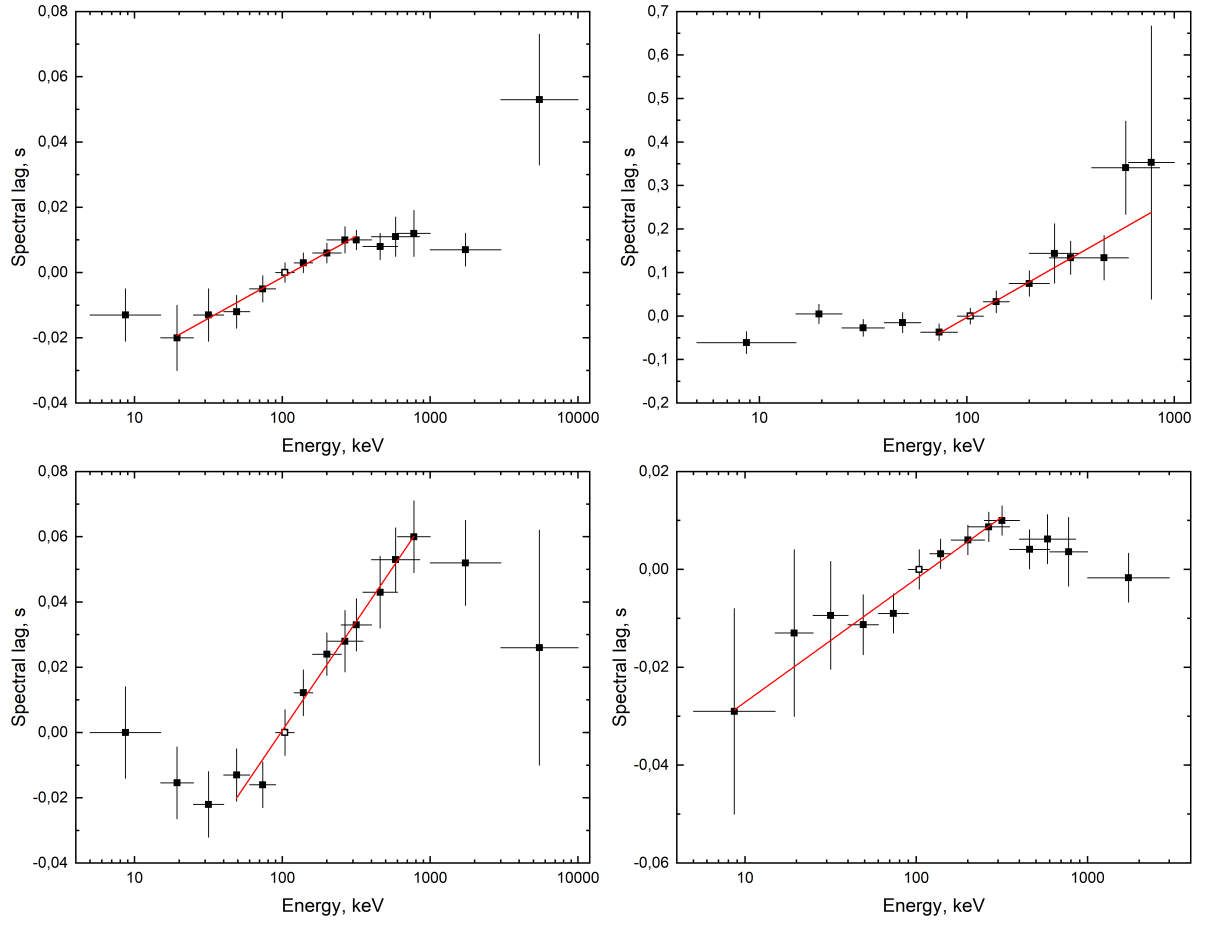 0,08
0,06
0,04
0,02
0,00
-0,02
-0,04
Spectral lag, s
10 100 1000 10000
Energy, keV
0,7
0,6
0,5
0,4
0,3
0,2
0,1
0,0
-0,1
-0,2
Spectral lag, s
10 100 1000
Energy, keV
0,08
0,06
0,04
0,02
0,00
-0,02
-0,04
Spectral lag, s
10 100 1000 10000
Energy, keV
0,02
0,00
-0,02
-0,04
-0,06
Spectral lag, s
10 100 1000
Energy, keV